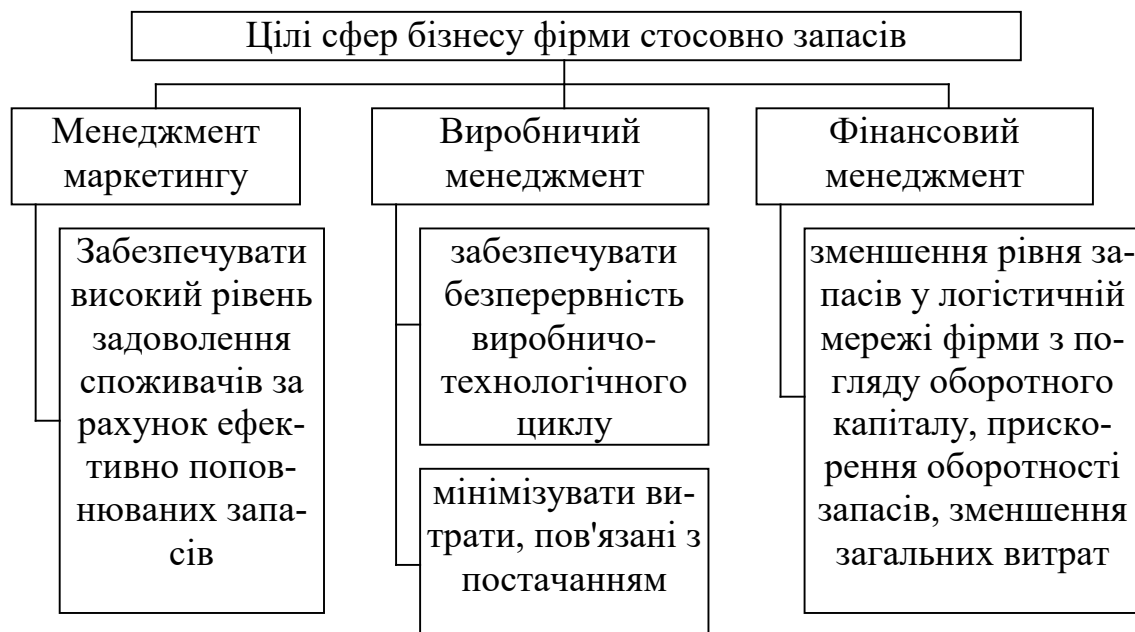 Цілі сфер бізнесу фірми стосовно запасів
Менеджмент
маркетингу
Забезпечувати
високий рівень
задоволення
споживачів за
рахунок ефек-
тивно попов-
нюваних запа-
сів
Виробничий
менеджмент
забезпечувати
безперервність
виробничо-
технологічного
циклу
мінімізувати ви-
трати, пов'язані з
постачанням
Фінансовий
менеджмент
зменшення рівня за-
пасів у логістичній
мережі фірми з по-
гляду оборотного
капіталу, приско-
рення оборотності
запасів, зменшення
загальних витрат